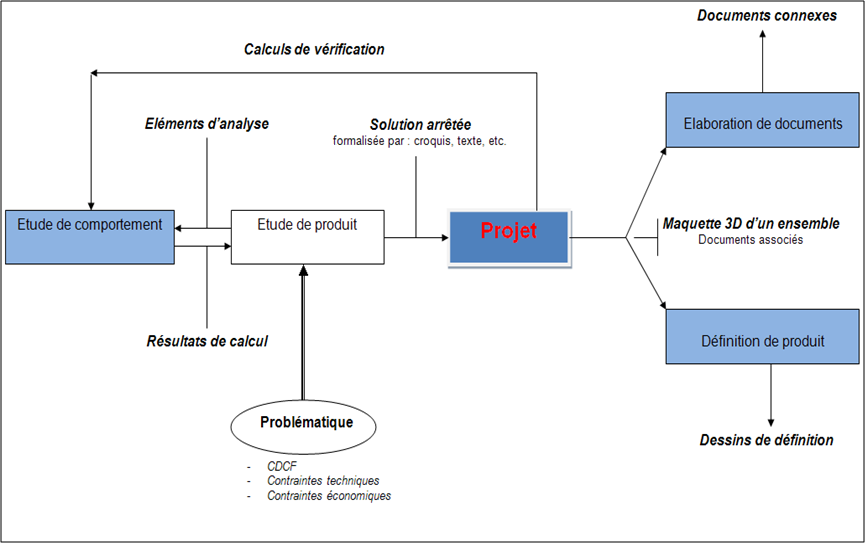 Documents connexes
Calculs de vérification
Eléments d'analyse
Solution arrêtée
formalisée par : croquis, texte, etc.
Elaboration de documents
Etude de comportement
Etude de produit
Projet
Maquette 3D d'un ensemble
Documents associés
Résultats de calcul
Définition de produit
Problématique
Dessins de définition
- CDCF
- Contraintes techniques
- Contraintes économiques